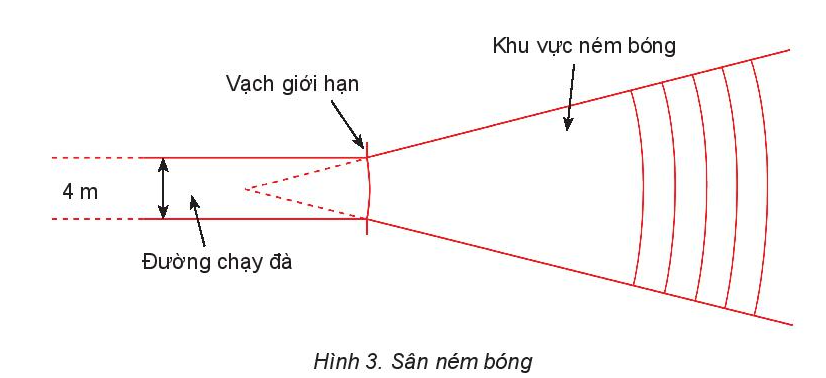 Khu vực ném bóng
Vạch giới hạn
4 m
Đường chạy đà
Hình 3. Sân ném bóng